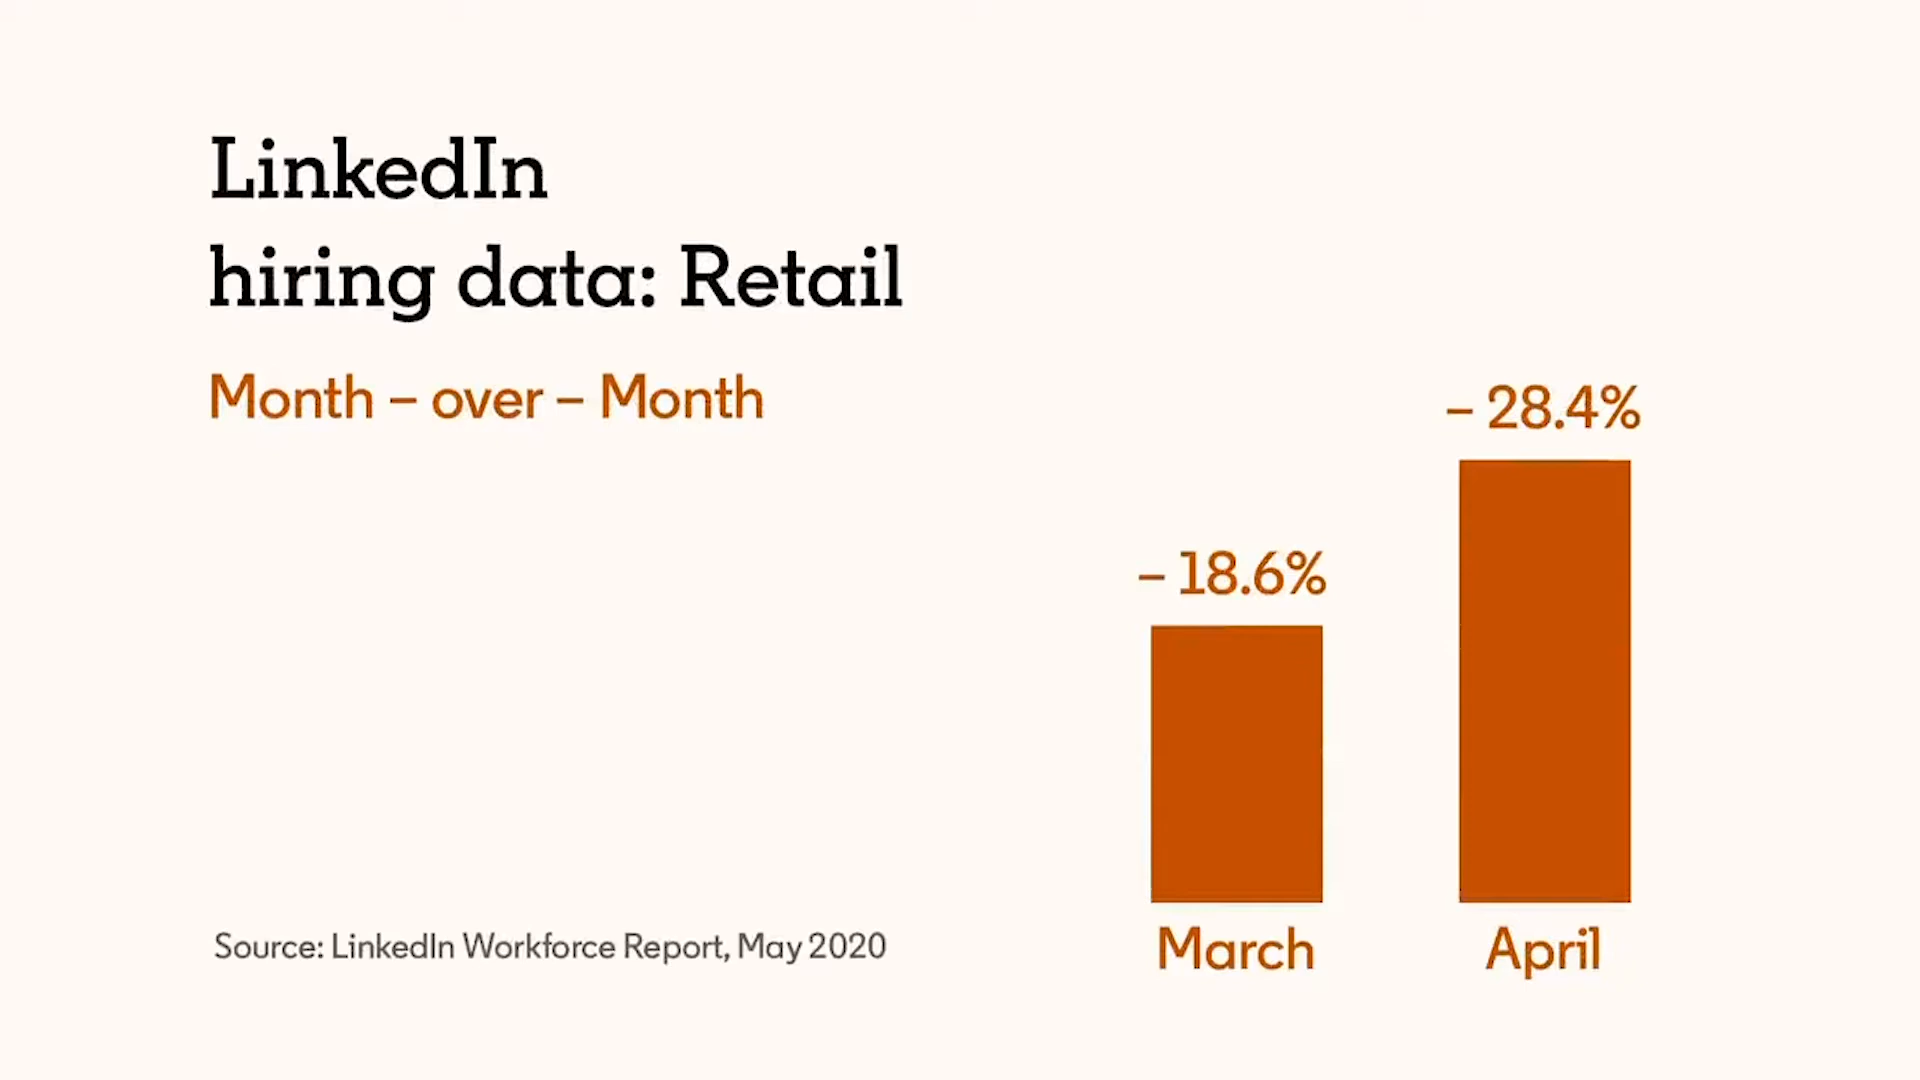 LinkedIn
hiring data: Retail
Month – over – Month
– 28.4%
– 18.6%
March
April
Source: LinkedIn Workforce Report, May 2020